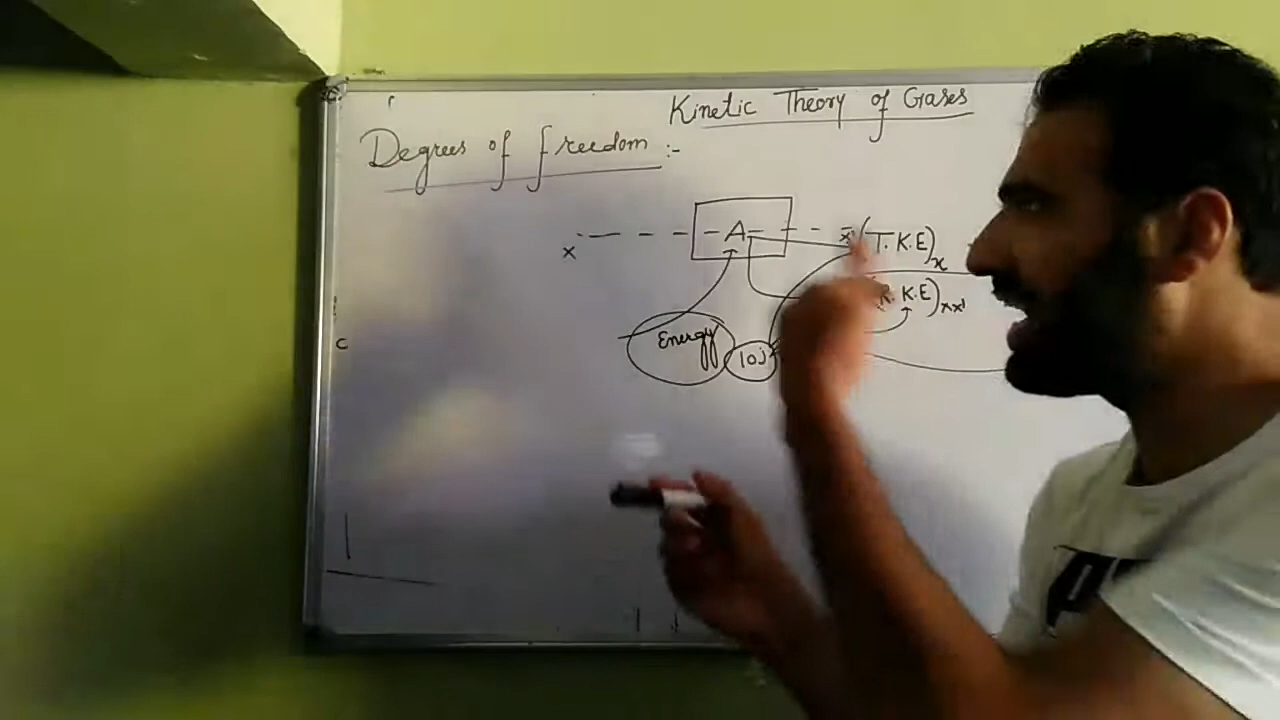 Kinetic Theory of Gases
Degrees of freedom :-
A
x x' (T.K.E)x
(R.K.E)xx'
Energy 10J
C